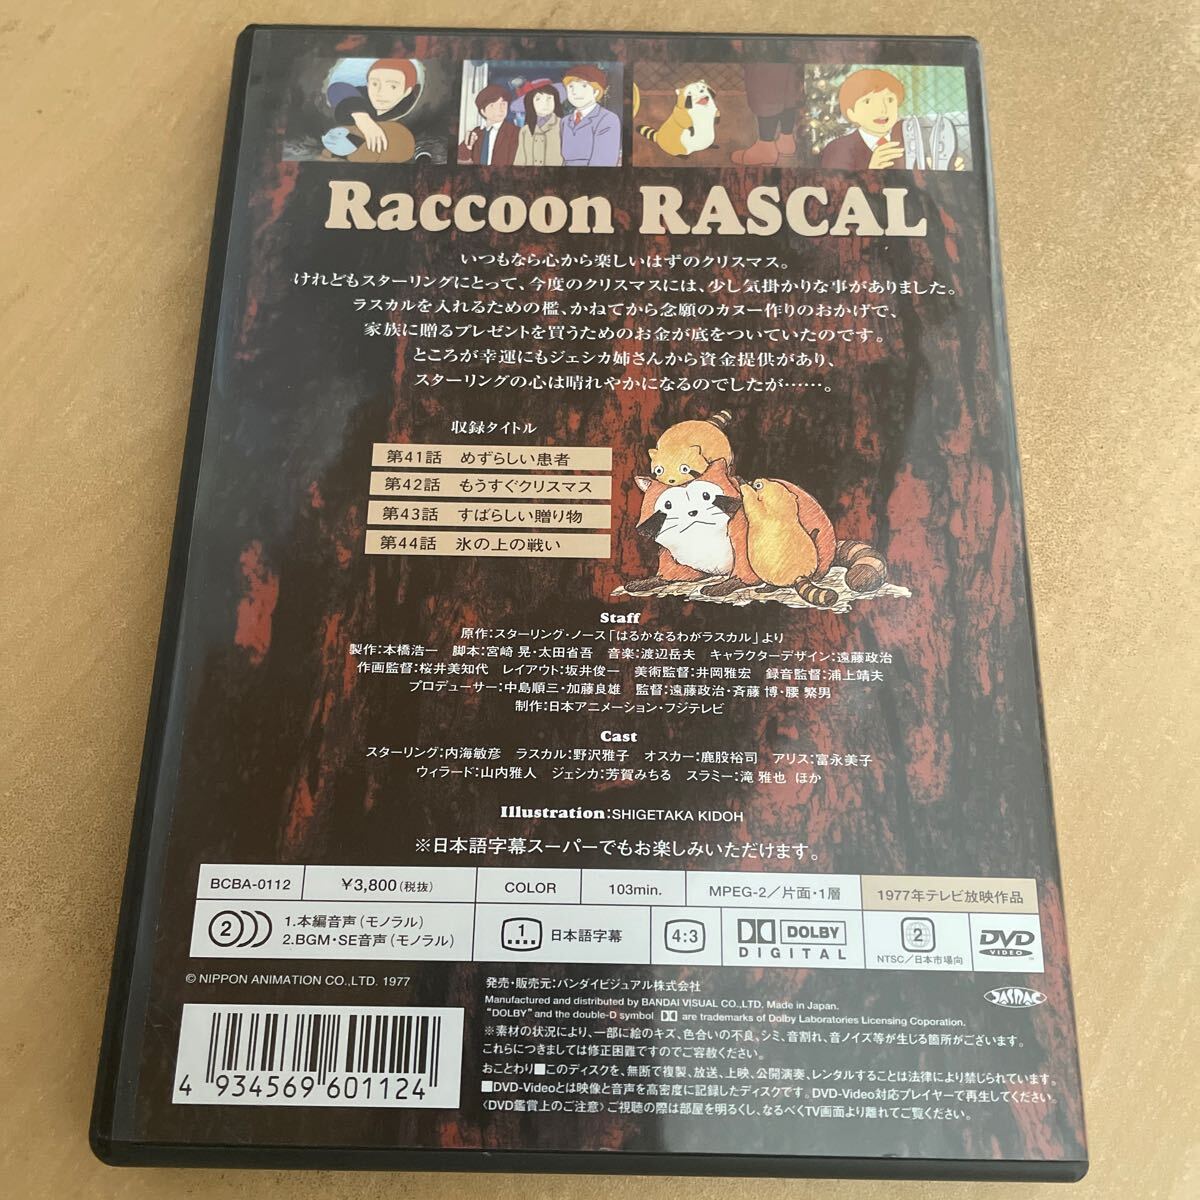 Raccoon RASCAL
いつもなら心から楽しいはずのクリスマス。
けれどもスターリングにとって、今度のクリスマスには、少し気掛かりな事がありました。
ラスカルを入れるための檻、かねてから念願のカヌー作りのおかげで、
家族に贈るプレゼントを買うためのお金が底をついていたのです。
ところが幸運にもジェシカ姉さんから資金提供があり、
スターリングの心は晴れやかになるのでしたが……。
収録タイトル
第41話 めずらしい患者
第42話 もうすぐクリスマス
第43話 すばらしい贈り物
第44話 氷の上の戦い
Staff
原作:スターリング・ノース「はるかなるわがラスカル」より
製作:本橋浩一 脚本:宮崎 晃・太田省吾 音楽:渡辺岳夫 キャラクターデザイン:遠藤政治
作画監督:桜井美知代 レイアウト:坂井俊一 美術監督:井岡雅宏 録音監督:浦上靖夫
プロデューサー:中島順三・加藤良雄 監督:遠藤政治・斉藤 博・腰 繁男
制作:日本アニメーション・フジテレビ
Cast
スターリング:内海敏彦 ラスカル:野沢雅子 オスカー:鹿股裕司 アリス:冨永美子
ウィラード:山内雅人 ジェシカ:芳賀みちる スラミー:滝 雅也 ほか
Illustration:SHIGETAKA KIDOH
※日本語字幕スーパーでもお楽しみいただけます。
BCBA-0112 ¥3,800(税抜) COLOR 103min. MPEG-2/片面・1層 1977年テレビ放映作品
2 1.本編音声(モノラル)
2.BGM・SE音声(モノラル)
1 日本語字幕 4:3 DOLBY DIGITAL 2 NTSC/日本市場向 DVD VIDEO
© NIPPON ANIMATION CO.,LTD. 1977
発売・販売元:バンダイビジュアル株式会社
Manufactured and distributed by BANDAI VISUAL CO.,LTD. Made in Japan.
"DOLBY" and the double-D symbol are trademarks of Dolby Laboratories Licensing Coporation.
JASRAC
※素材の状況により、一部に絵のキズ、色合いの不良、シミ、音割れ、音ノイズ等が生じる箇所がございます。
これらにつきましては修正困難ですのでご容赦ください。
おことわり■このディスクを、無断で複製、放送、上映、公開演奏、レンタルすることは法律により禁じられています。
■DVD-Videoとは映像と音声を高密度に記録したディスクです。DVD-Video対応プレイヤーで再生してください。
〈DVD鑑賞上のご注意〉ご視聴の際は部屋を明るくし、なるべくTV画面より離れてご覧ください。
4 934569 601124